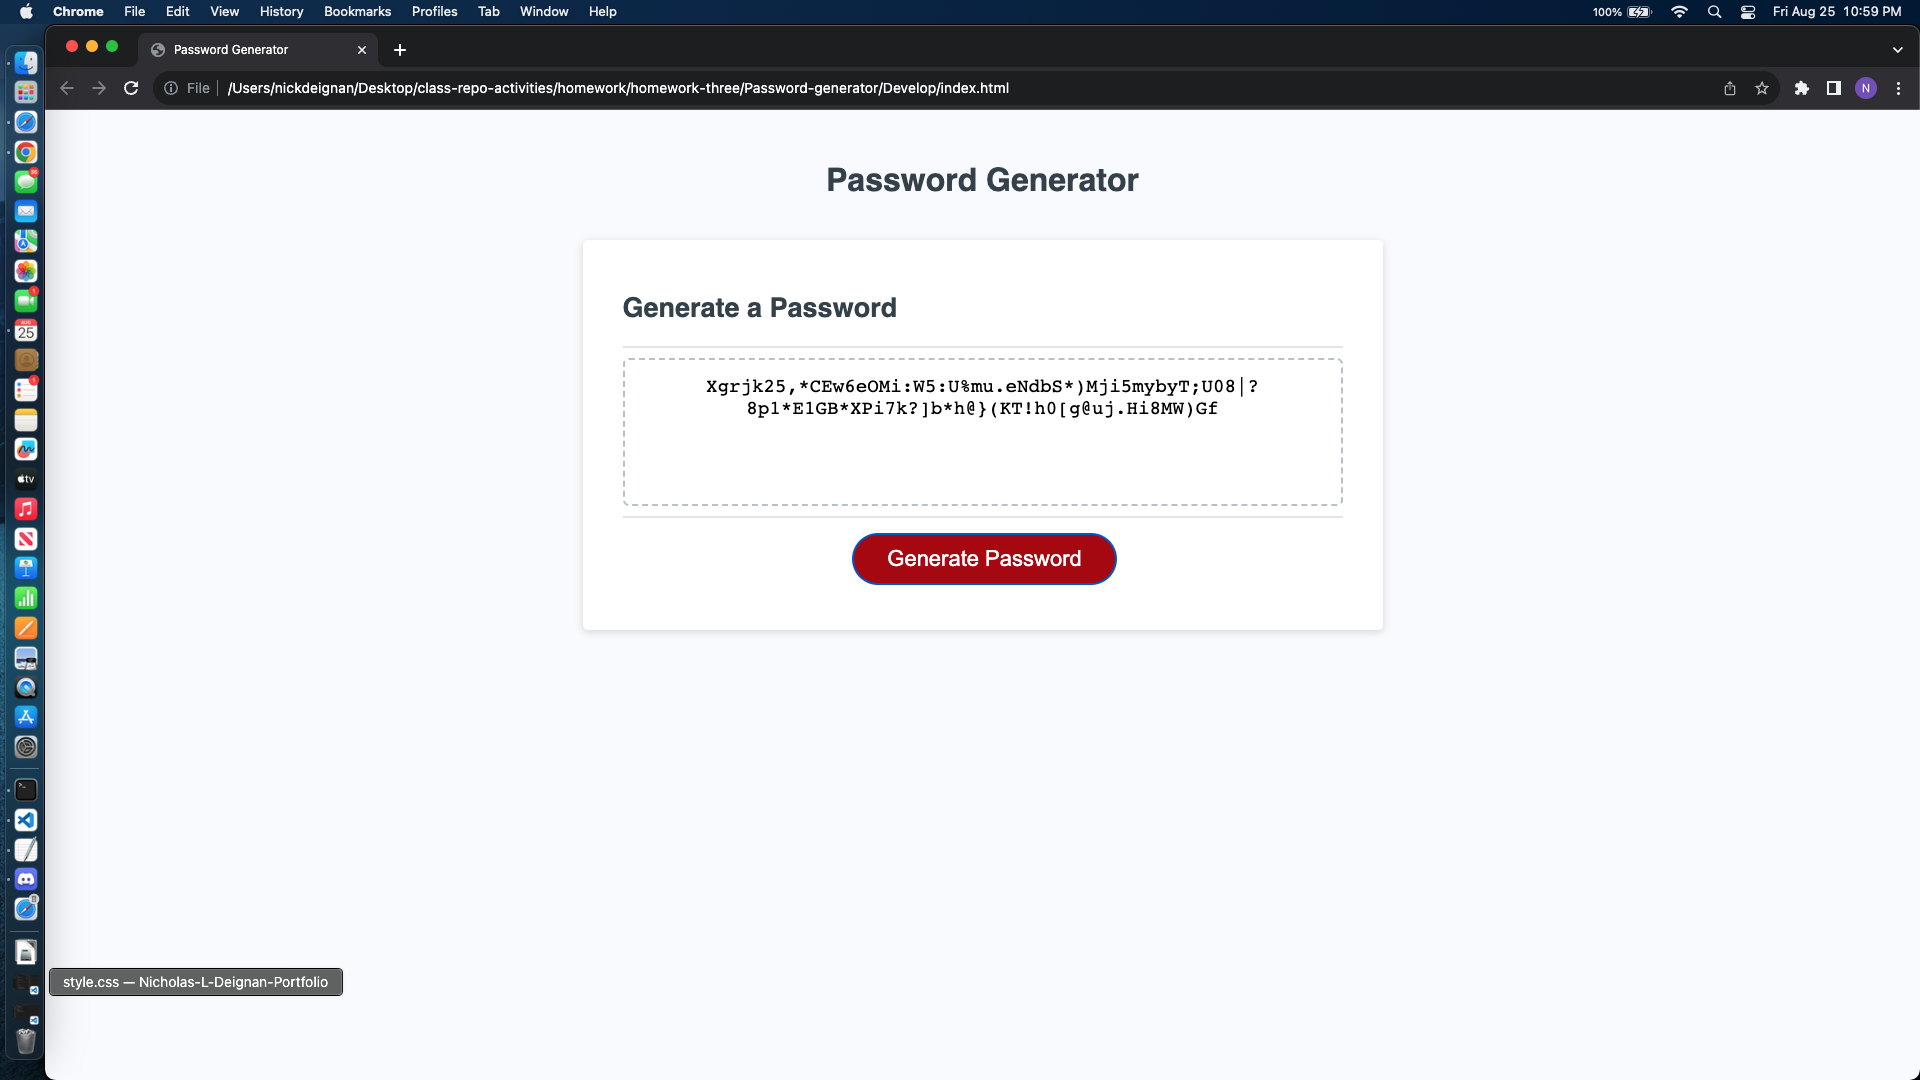 Chrome File Edit View History Bookmarks Profiles Tab Window Help 100% Fri Aug 25 10:59 PM
Password Generator
File /Users/nickdeignan/Desktop/class-repo-activities/homework/homework-three/Password-generator/Develop/index.html N
Password Generator
Generate a Password
Xgrjk25,*CEw6eOMi:W5:U%mu.eNdbS*)Mji5mybyT;U08|?
8p1*E1GB*XPi7k?]b*h@}(KT!h0[g@uj.Hi8MW)Gf
Generate Password
1
25
1
tv
style.css — Nicholas-L-Deignan-Portfolio